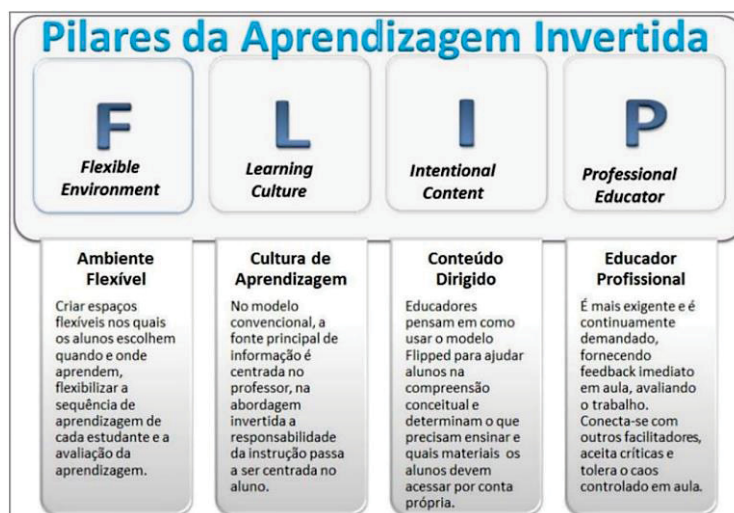 Pilares da Aprendizagem Invertida
F
Flexible
Environment
L
Learning
Culture
I
Intentional
Content
P
Professional
Educator
Ambiente
Flexível
Criar espaços
flexíveis nos quais
os alunos escolhem
quando e onde
aprendem,
flexibilizar a
sequência de
aprendizagem de
cada estudante e a
avaliação da
aprendizagem.
Cultura de
Aprendizagem
No modelo
convencional, a
fonte principal de
informação é
centrada no
professor, na
abordagem
invertida a
responsabilidade
da instrução passa
a ser centrada no
aluno.
Conteúdo
Dirigido
Educadores
pensam em como
usar o modelo
Flipped para ajudar
alunos na
compreensão
conceitual e
determinam o que
precisam ensinar e
quais materiais os
alunos devem
acessar por conta
própria.
Educador
Profissional
É mais exigente e é
continuamente
demandado,
fornecendo
feedback imediato
em aula, avaliando
o trabalho.
Conecta-se com
outros facilitadores,
aceita críticas e
tolera o caos
controlado em aula.